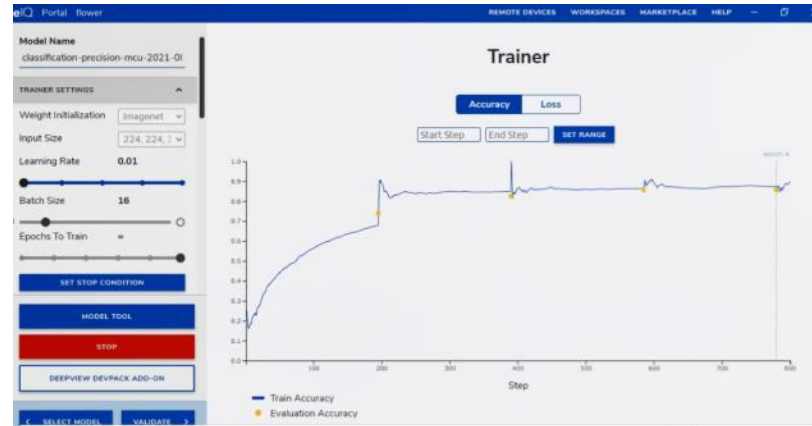 eIQ Portal flower
REMOTE DEVICES WORKSPACES MARKETPLACE HELP
Model Name
classification-precision-mcu-2021-0
TRAINER SETTINGS
Weight Initialization Imagenet
Input Size 224, 224,
Learning Rate 0.01
Batch Size 16
Epochs To Train ∞
SET STOP CONDITION
MODEL TOOL
STOP
DEEPVIEW DEVPACK ADD-ON
SELECT MODEL VALIDATE
Trainer
Accuracy Loss
Start Step End Step SET RANGE
epoch 4
1.0
0.9
0.8
0.7
0.6
0.5
0.4
0.3
0.2
0.1
0.0
100 200 300 400 500 600 700 800
Step
Train Accuracy
Evaluation Accuracy